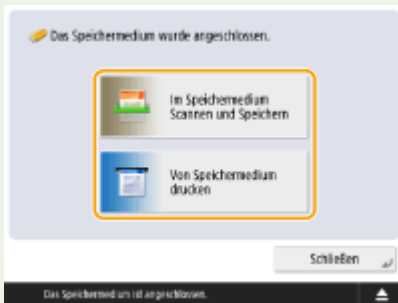 Das Speichermedium wurde angeschlossen.
Im Speichermedium
Scannen und Speichern
Von Speichermedium
drucken
Schließen
Das Speichermedium ist angeschlossen.